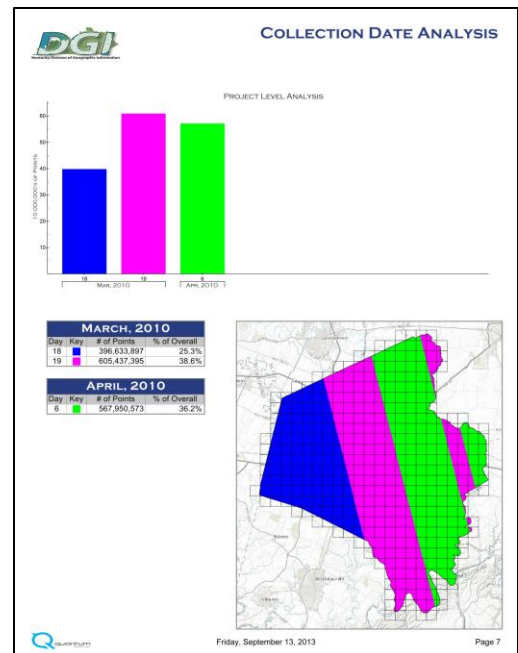 DGI
Kentucky Division of Geographic Information
COLLECTION DATE ANALYSIS
PROJECT LEVEL ANALYSIS
10,000,000's OF POINTS
60
50
40
30
20
10
18
19
6
MAR, 2010
APR, 2010
MARCH, 2010
Day Key # of Points % of Overall
18 396,633,897 25.3%
19 605,437,395 38.6%
APRIL, 2010
Day Key # of Points % of Overall
6 567,950,573 36.2%
quantum
Friday, September 13, 2013
Page 7